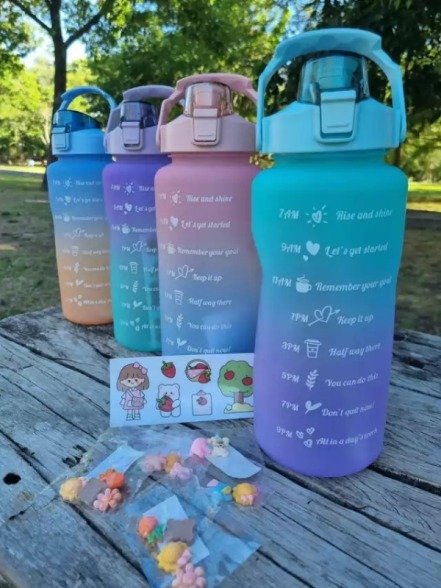 7AM Rise and shine
9AM Let's get started
11AM Remember your goal
1PM Keep it up
3PM Half way there
5PM You can do this
7PM Don't quit now!
9PM All in a day's work
Rise and shine
Let's get started
Remember your goal
Keep it up
Half way there
You can do this
Don't quit now!